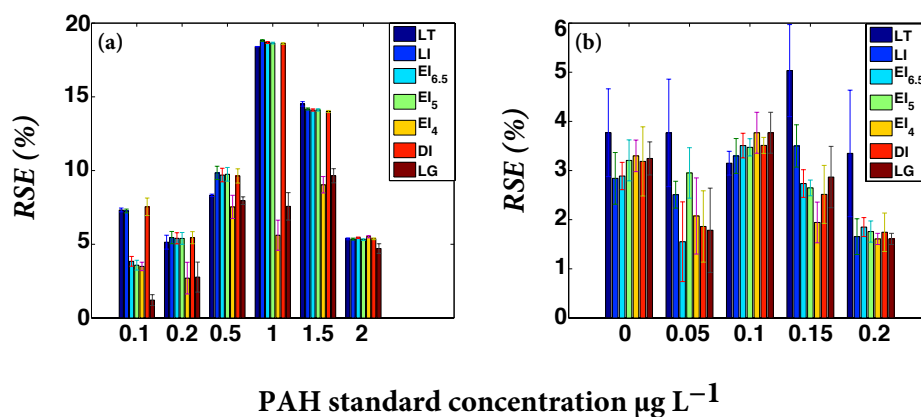 RSE (%)
20
15
10
5
0
(a)
LT
LI
EI6.5
EI5
EI4
DI
LG
0.1 0.2 0.5 1 1.5 2
RSE (%)
6
5
4
3
2
1
0
(b)
LT
LI
EI6.5
EI5
EI4
DI
LG
0 0.05 0.1 0.15 0.2
PAH standard concentration µg L−1